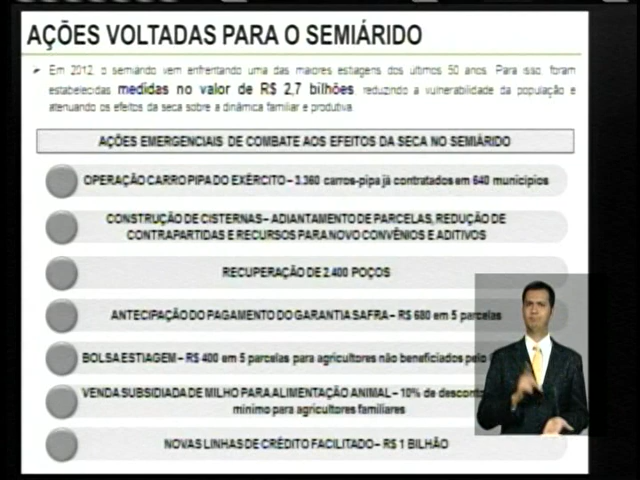 AÇÕES VOLTADAS PARA O SEMIÁRIDO
Em 2012, o semiárido vem enfrentando uma das maiores estiagens dos últimos 50 anos. Para isso, foram
estabelecidas medidas no valor de R$ 2,7 bilhões reduzindo a vulnerabilidade da população e
atenuando os efeitos da seca sobre a dinâmica familiar e produtiva.
AÇÕES EMERGENCIAIS DE COMBATE AOS EFEITOS DA SECA NO SEMIÁRIDO
OPERAÇÃO CARRO PIPA DO EXÉRCITO – 3.360 carros-pipa já contratados em 640 municípios
CONSTRUÇÃO DE CISTERNAS – ADIANTAMENTO DE PARCELAS, REDUÇÃO DE
CONTRAPARTIDAS E RECURSOS PARA NOVO CONVÊNIOS E ADITIVOS
RECUPERAÇÃO DE 2.400 POÇOS
ANTECIPAÇÃO DO PAGAMENTO DO GARANTIA SAFRA – R$ 680 em 5 parcelas
BOLSA ESTIAGEM – R$ 400 em 5 parcelas para agricultores não beneficiados pelo
VENDA SUBSIDIADA DE MILHO PARA ALIMENTAÇÃO ANIMAL – 10% de desconto
mínimo para agricultores familiares
NOVAS LINHAS DE CRÉDITO FACILITADO – R$ 1 BILHÃO